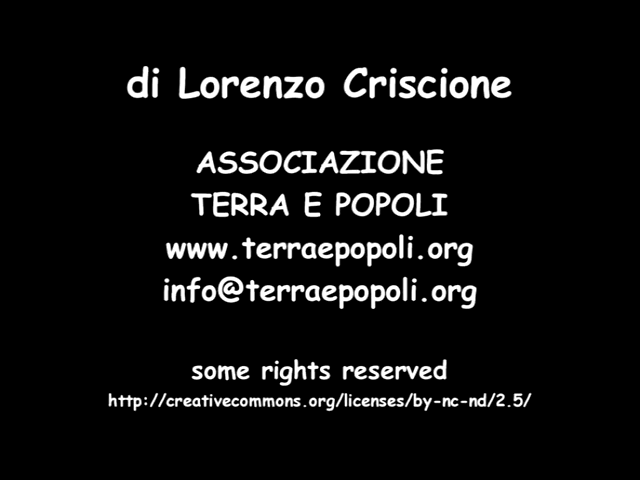 di Lorenzo Criscione
ASSOCIAZIONE
TERRA E POPOLI
www.terraepopoli.org
info@terraepopoli.org
some rights reserved
http://creativecommons.org/licenses/by-nc-nd/2.5/